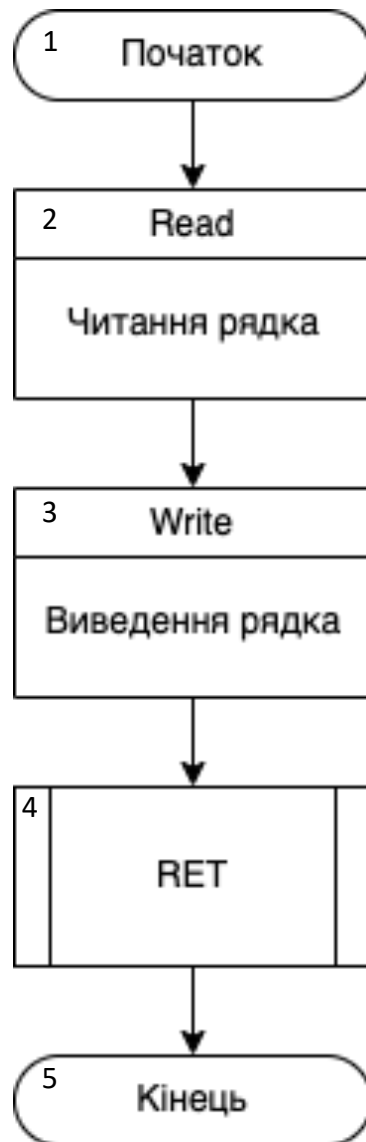 1 Початок
2 Read
Читання рядка
3 Write
Виведення рядка
4
RET
5 Кінець